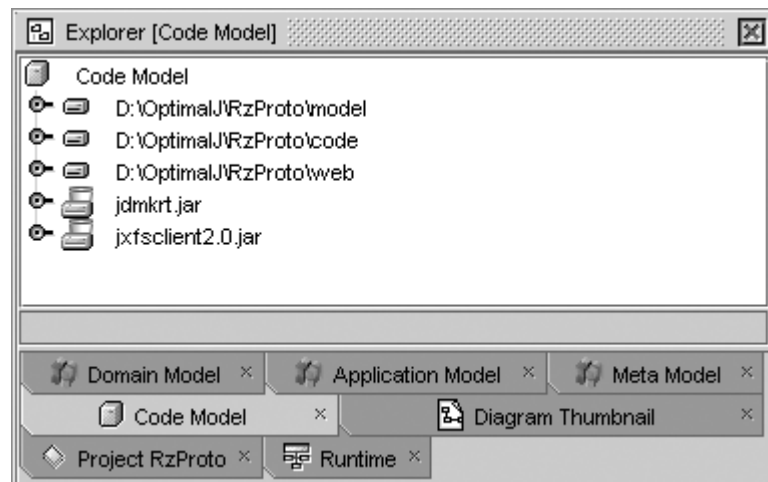 Explorer [Code Model]
Code Model
D:\OptimalJ\RzProto\model
D:\OptimalJ\RzProto\code
D:\OptimalJ\RzProto\web
jdmkrt.jar
jxfsclient2.0.jar
Domain Model Application Model Meta Model
Code Model Diagram Thumbnail
Project RzProto Runtime